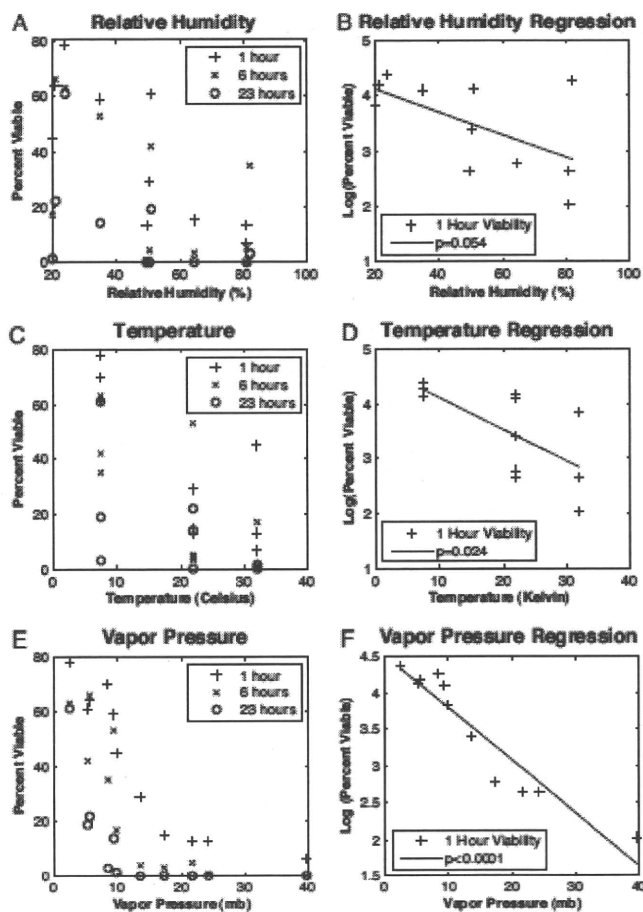 A Relative Humidity
80
60
40
20
0
Percent Viable
+ 1 hour
× 6 hours
o 23 hours
20 40 60 80 100
Relative Humidity (%)
B Relative Humidity Regression
5
4
3
2
1
Log(Percent Viable)
+ 1 Hour Viability
p=0.054
20 40 60 80 100
Relative Humidity (%)
C Temperature
80
60
40
20
0
Percent Viable
+ 1 hour
× 6 hours
o 23 hours
0 10 20 30 40
Temperature (Celsius)
D Temperature Regression
5
4
3
2
1
Log(Percent Viable)
+ 1 Hour Viability
p=0.024
0 10 20 30 40
Temperature (Kelvin)
E Vapor Pressure
80
60
40
20
0
Percent Viable
+ 1 hour
× 6 hours
o 23 hours
0 10 20 30 40
Vapor Pressure (mb)
F Vapor Pressure Regression
4.5
4
3.5
3
2.5
2
1.5
Log (Percent Viable)
+ 1 Hour Viability
p<0.0001
0 10 20 30 40
Vapor Pressure (mb)